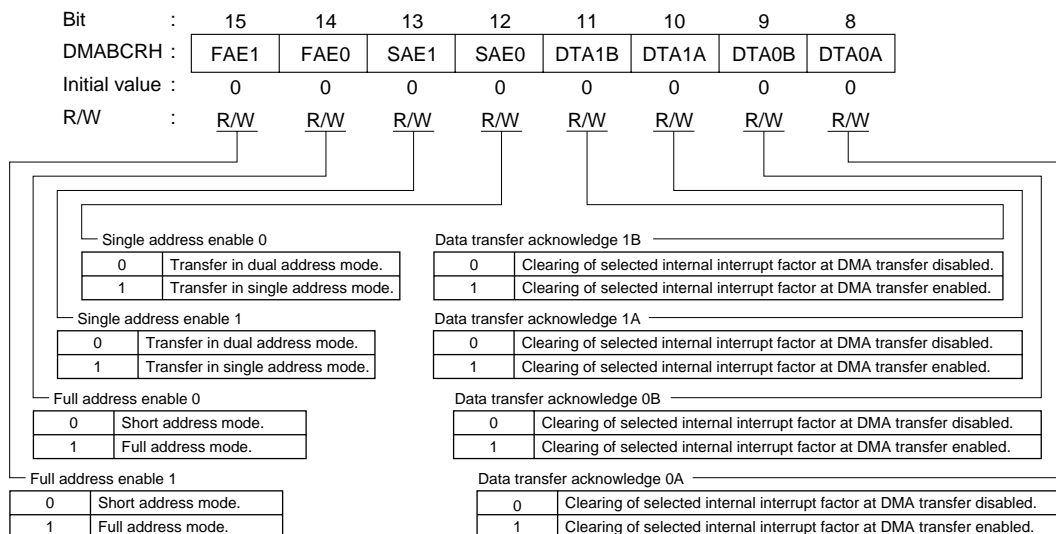 Bit : 15 14 13 12 11 10 9 8
DMABCRH : FAE1 FAE0 SAE1 SAE0 DTA1B DTA1A DTA0B DTA0A
Initial value : 0 0 0 0 0 0 0 0
R/W : R/W R/W R/W R/W R/W R/W R/W R/W
Single address enable 0
0 Transfer in dual address mode.
1 Transfer in single address mode.
Data transfer acknowledge 1B
0 Clearing of selected internal interrupt factor at DMA transfer disabled.
1 Clearing of selected internal interrupt factor at DMA transfer enabled.
Single address enable 1
0 Transfer in dual address mode.
1 Transfer in single address mode.
Data transfer acknowledge 1A
0 Clearing of selected internal interrupt factor at DMA transfer disabled.
1 Clearing of selected internal interrupt factor at DMA transfer enabled.
Full address enable 0
0 Short address mode.
1 Full address mode.
Data transfer acknowledge 0B
0 Clearing of selected internal interrupt factor at DMA transfer disabled.
1 Clearing of selected internal interrupt factor at DMA transfer enabled.
Full address enable 1
0 Short address mode.
1 Full address mode.
Data transfer acknowledge 0A
0 Clearing of selected internal interrupt factor at DMA transfer disabled.
1 Clearing of selected internal interrupt factor at DMA transfer enabled.